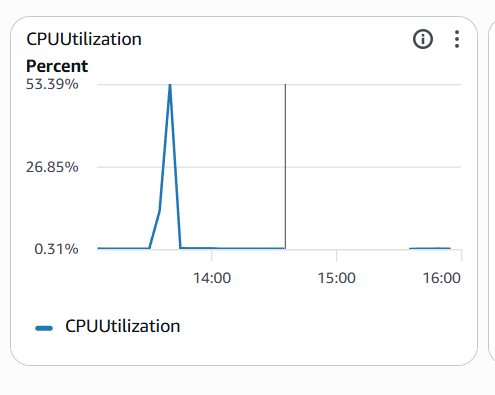 CPUUtilization
Percent
53.39%
26.85%
0.31%
14:00 15:00 16:00
CPUUtilization